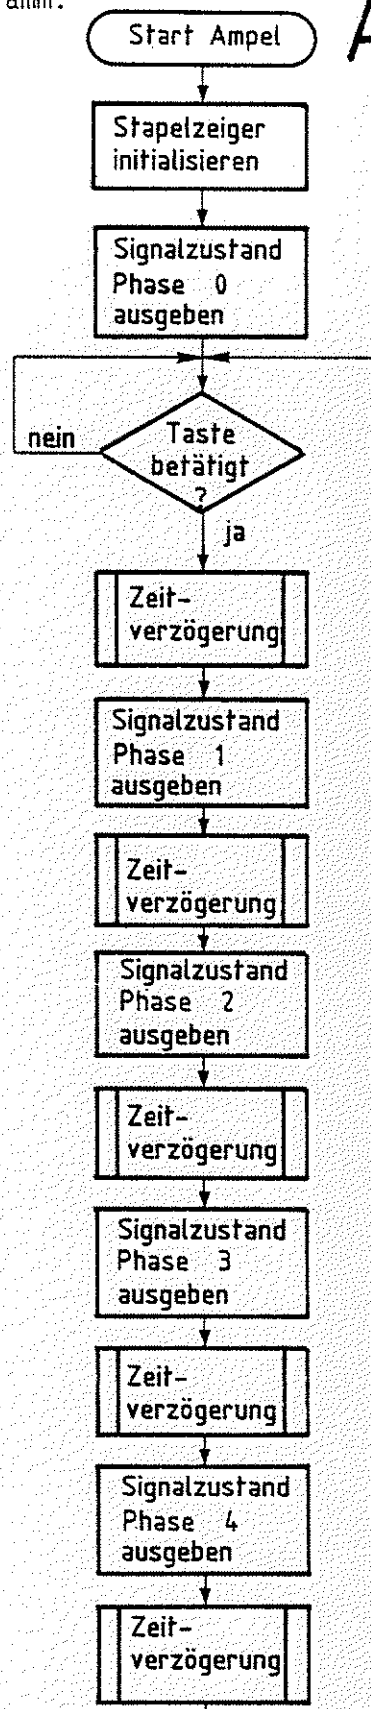 Start Ampel
Stapelzeiger
initialisieren
Signalzustand
Phase 0
ausgeben
nein
Taste
betätigt
?
ja
Zeit-
verzögerung
Signalzustand
Phase 1
ausgeben
Zeit-
verzögerung
Signalzustand
Phase 2
ausgeben
Zeit-
verzögerung
Signalzustand
Phase 3
ausgeben
Zeit-
verzögerung
Signalzustand
Phase 4
ausgeben
Zeit-
verzögerung